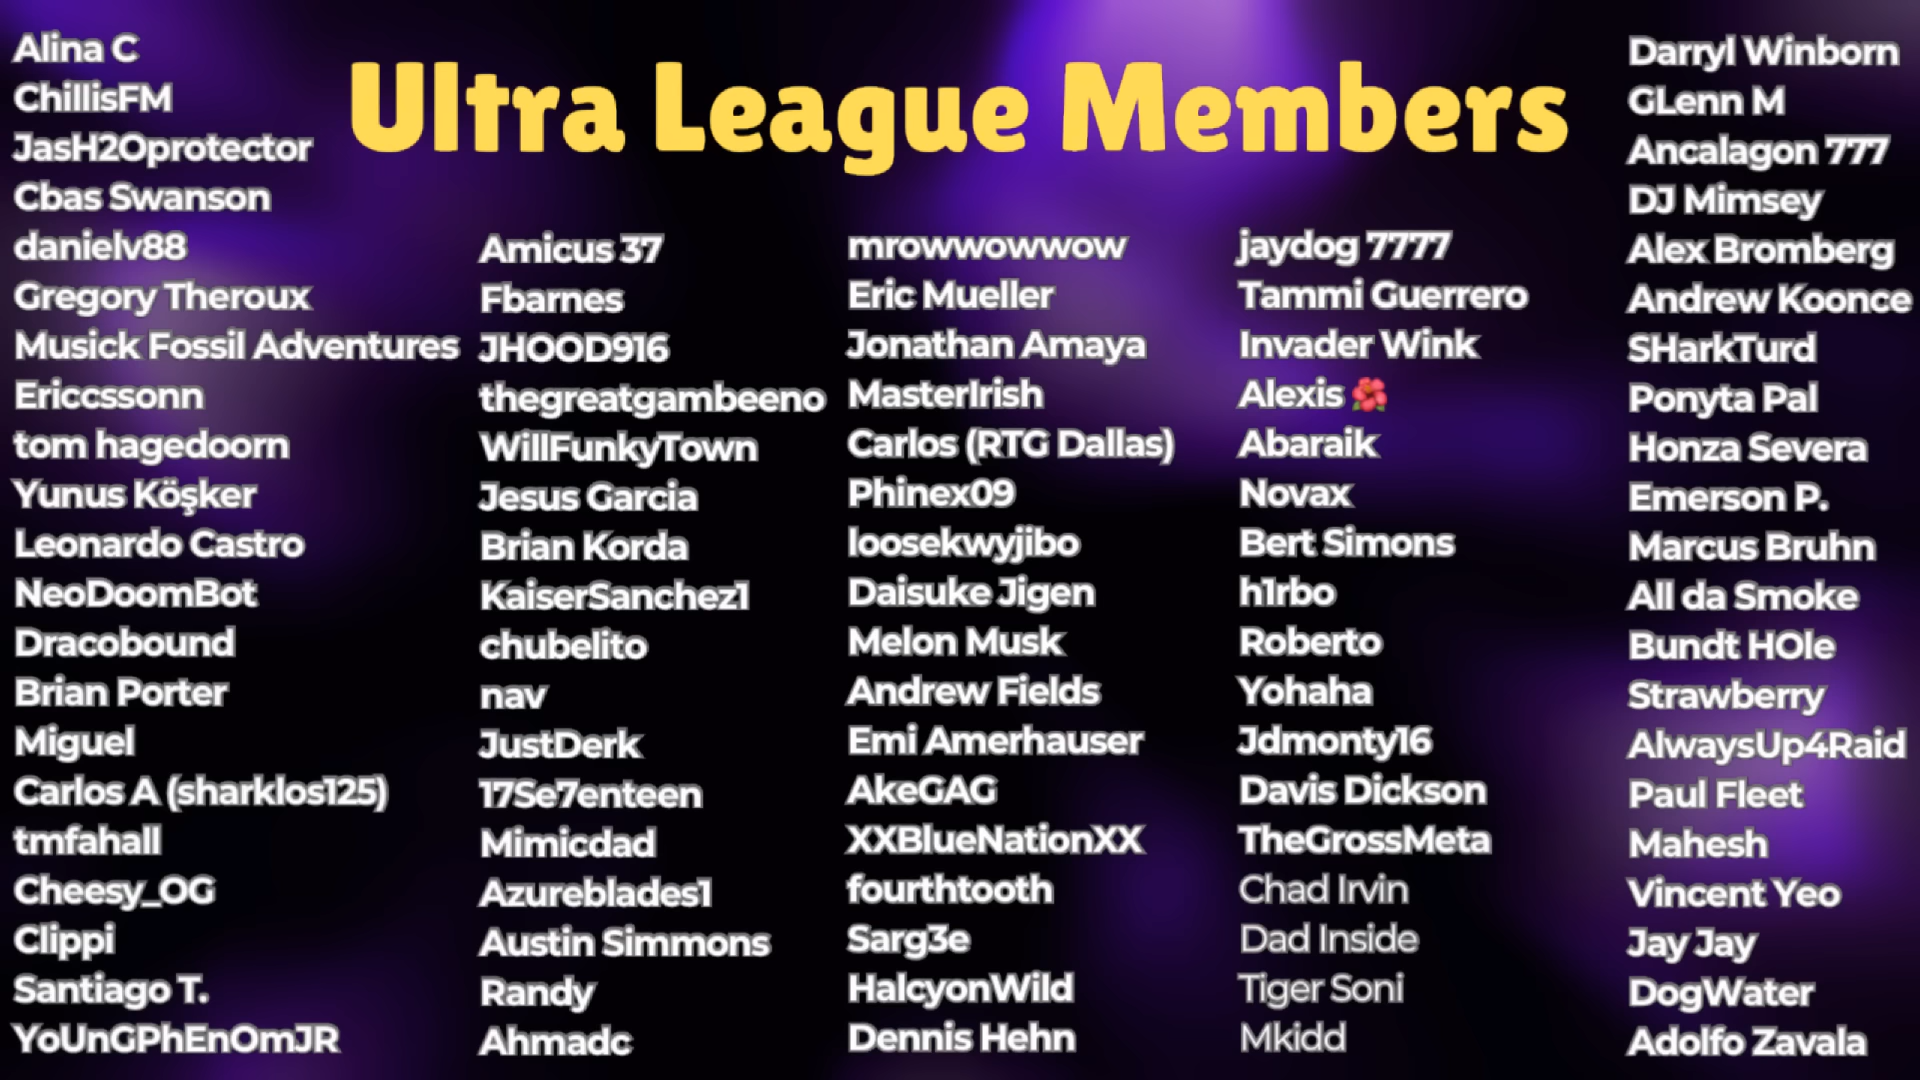 Ultra League Members
Alina C
ChillisFM
JasH2Oprotector
Cbas Swanson
danielv88
Gregory Theroux
Musick Fossil Adventures
Ericcssonn
tom hagedoorn
Yunus Köşker
Leonardo Castro
NeoDoomBot
Dracobound
Brian Porter
Miguel
Carlos A (sharklos125)
tmfahall
Cheesy_OG
Clippi
Santiago T.
YoUnGPhEnOmJR
Amicus 37
Fbarnes
JHOOD916
thegreatgambeeno
WillFunkyTown
Jesus Garcia
Brian Korda
KaiserSanchez1
chubelito
nav
JustDerk
17Se7enteen
Mimicdad
Azureblades1
Austin Simmons
Randy
Ahmadc
mrowwowwow
Eric Mueller
Jonathan Amaya
MasterIrish
Carlos (RTG Dallas)
Phinex09
loosekwyjibo
Daisuke Jigen
Melon Musk
Andrew Fields
Emi Amerhauser
AkeGAG
XXBlueNationXX
fourthtooth
Sarg3e
HalcyonWild
Dennis Hehn
jaydog 7777
Tammi Guerrero
Invader Wink
Alexis 🌺
Abaraik
Novax
Bert Simons
h1rbo
Roberto
Yohaha
Jdmonty16
Davis Dickson
TheGrossMeta
Chad Irvin
Dad Inside
Tiger Soni
Mkidd
Darryl Winborn
GLenn M
Ancalagon 777
DJ Mimsey
Alex Bromberg
Andrew Koonce
SHarkTurd
Ponyta Pal
Honza Severa
Emerson P.
Marcus Bruhn
All da Smoke
Bundt HOle
Strawberry
AlwaysUp4Raid
Paul Fleet
Mahesh
Vincent Yeo
Jay Jay
DogWater
Adolfo Zavala